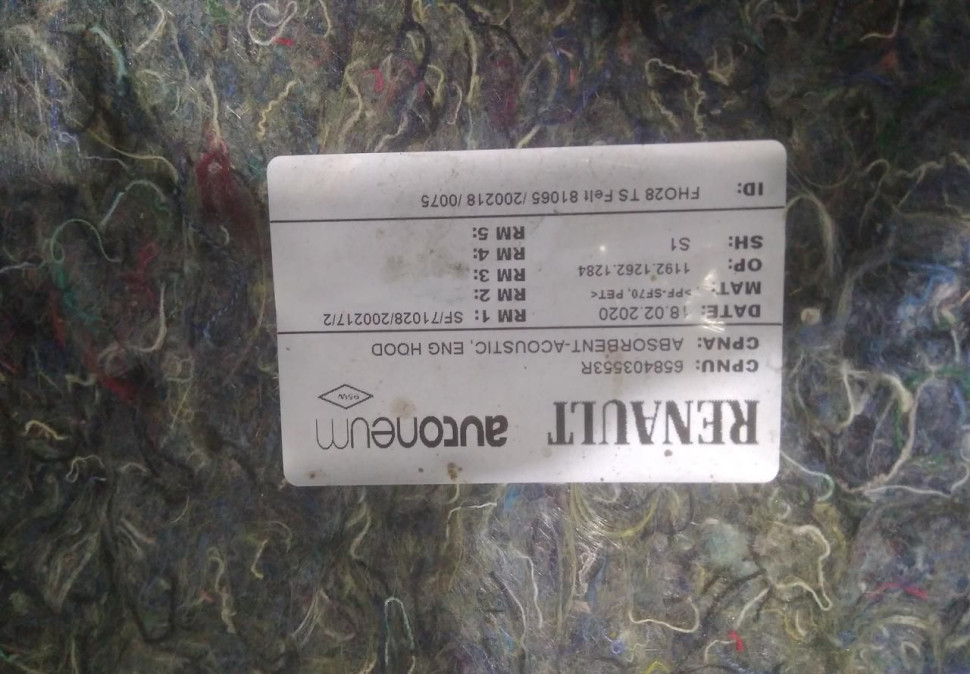 RENAULT autoneum 95W
CPNU: 658403553R
CPNA: ABSORBENT-ACOUSTIC, ENG HOOD
DATE: 18.02.2020 RM 1: SF/71028/200217/2
MAT: >PF-SF70, PET< RM 2:
OP: 1192.1262.1284 RM 3:
SH: S1 RM 4:
RM 5:
ID: FHO28 TS Felt 81065 / 200218 / 0075